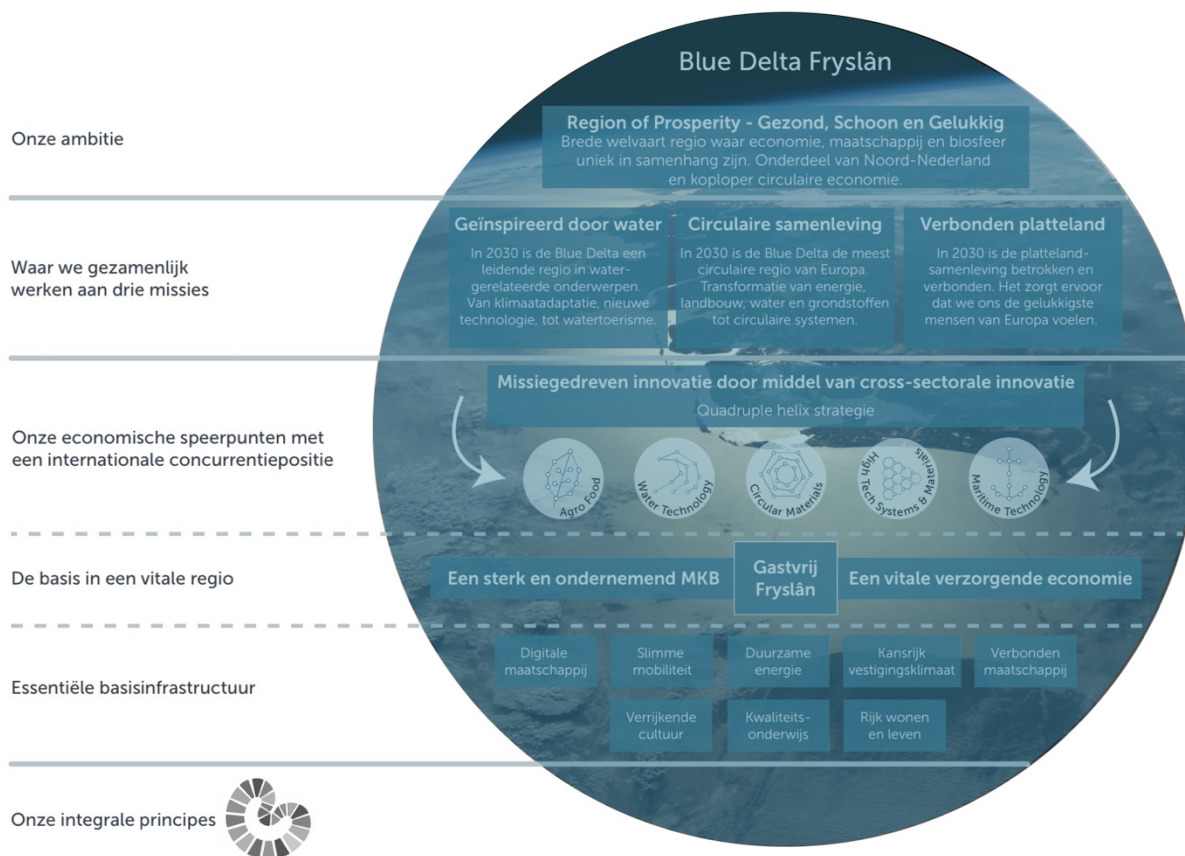 Blue Delta Fryslân
Onze ambitie
Region of Prosperity - Gezond, Schoon en Gelukkig
Brede welvaart regio waar economie, maatschappij en biosfeer
uniek in samenhang zijn. Onderdeel van Noord-Nederland
en koploper circulaire economie.
Waar we gezamenlijk
werken aan drie missies
Geïnspireerd door water
In 2030 is de Blue Delta een
leidende regio in water-
gerelateerde onderwerpen.
Van klimaatadaptatie, nieuwe
technologie, tot watertoerisme.
Circulaire samenleving
In 2030 is de Blue Delta de meest
circulaire regio van Europa.
Transformatie van energie,
landbouw, water en grondstoffen
tot circulaire systemen.
Verbonden platteland
In 2030 is de platteland-
samenleving betrokken en
verbonden. Het zorgt ervoor
dat we ons de gelukkigste
mensen van Europa voelen.
Onze economische speerpunten met
een internationale concurrentiepositie
Missiegedreven innovatie door middel van cross-sectorale innovatie
Quadruple helix strategie
Agro Food
Water Technology
Circular Materials
High Tech Systems & Materials
Maritime Technology
De basis in een vitale regio
Een sterk en ondernemend MKB
Gastvrij
Fryslân
Een vitale verzorgende economie
Essentiële basisinfrastructuur
Digitale
maatschappij
Slimme
mobiliteit
Duurzame
energie
Kansrijk
vestigingsklimaat
Verbonden
maatschappij
Verrijkende
cultuur
Kwaliteits-
onderwijs
Rijk wonen
en leven
Onze integrale principes